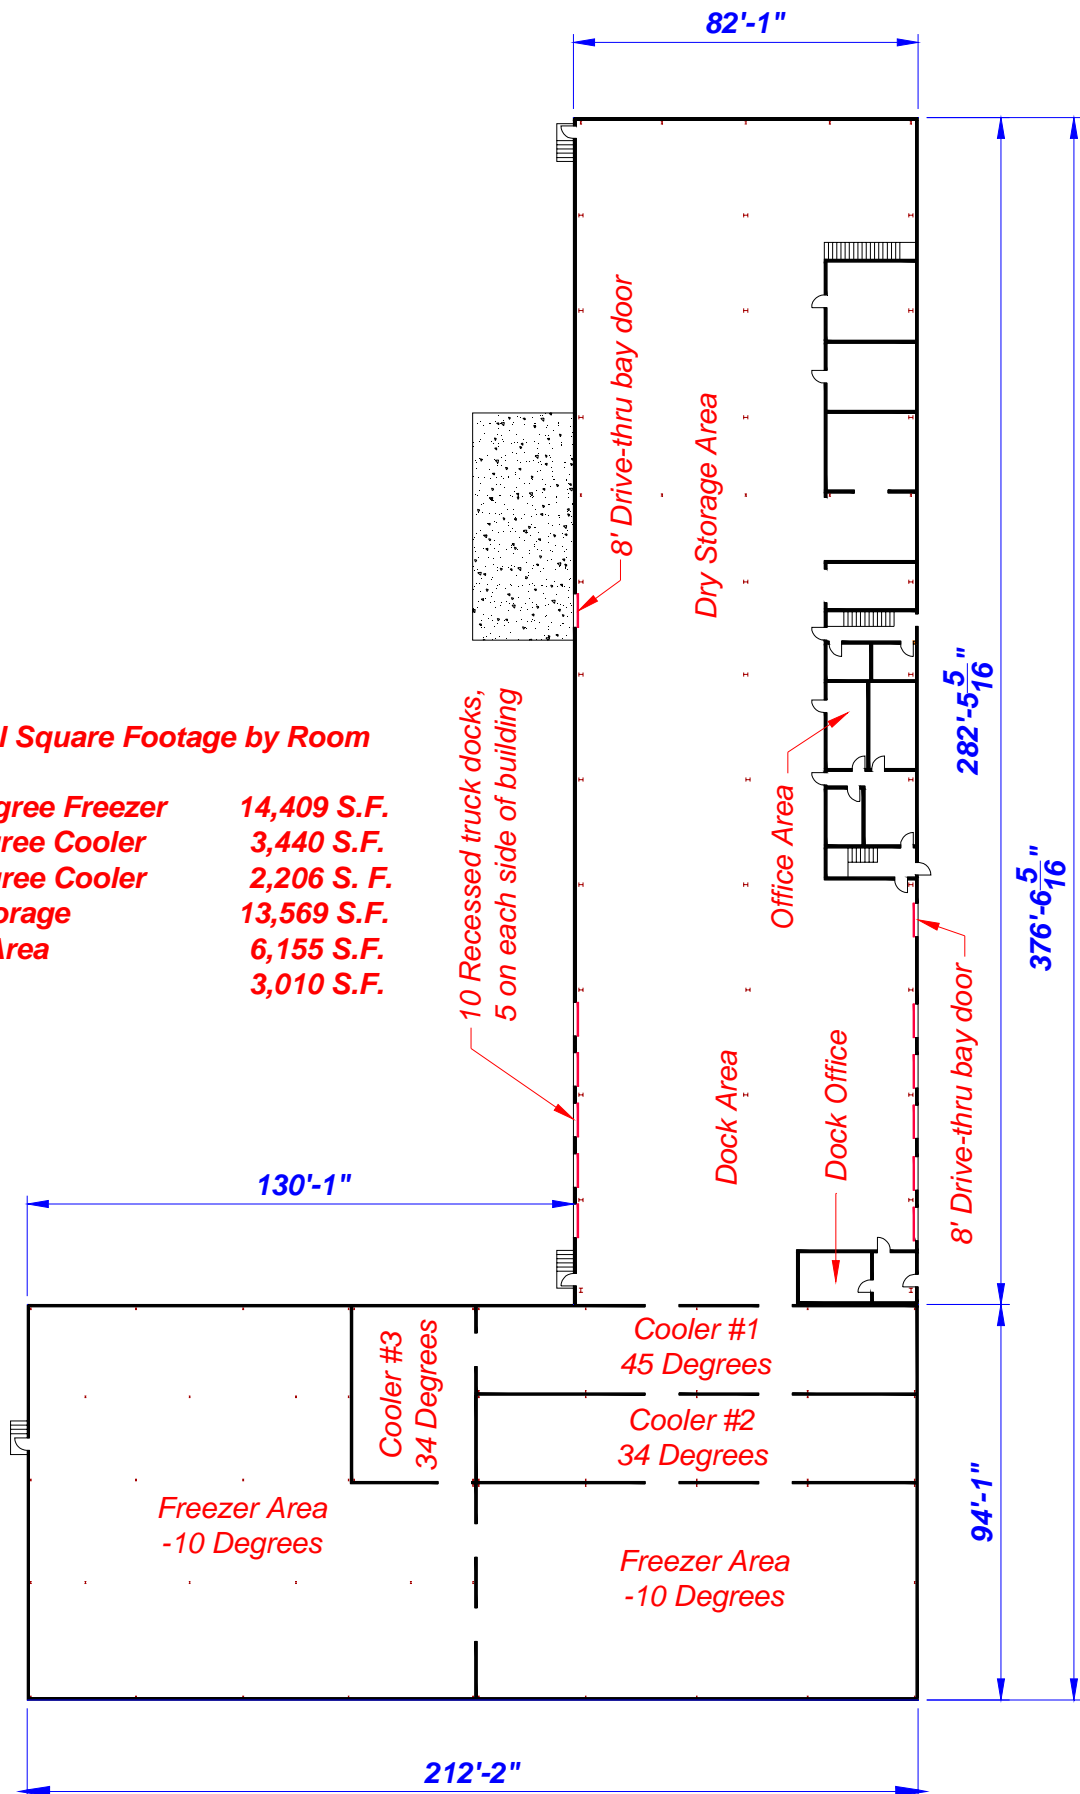 82'-1"
8' Drive-thru bay door
Dry Storage Area
282'-5 5/16"
376'-6 5/16"
10 Recessed truck docks,
5 on each side of building
l Square Footage by Room
gree Freezer 14,409 S.F.
ree Cooler 3,440 S.F.
ree Cooler 2,206 S. F.
orage 13,569 S.F.
Area 6,155 S.F.
3,010 S.F.
Office Area
8' Drive-thru bay door
Dock Area
Dock Office
130'-1"
Cooler #3
34 Degrees
Cooler #1
45 Degrees
Cooler #2
34 Degrees
94'-1"
Freezer Area
-10 Degrees
Freezer Area
-10 Degrees
212'-2"